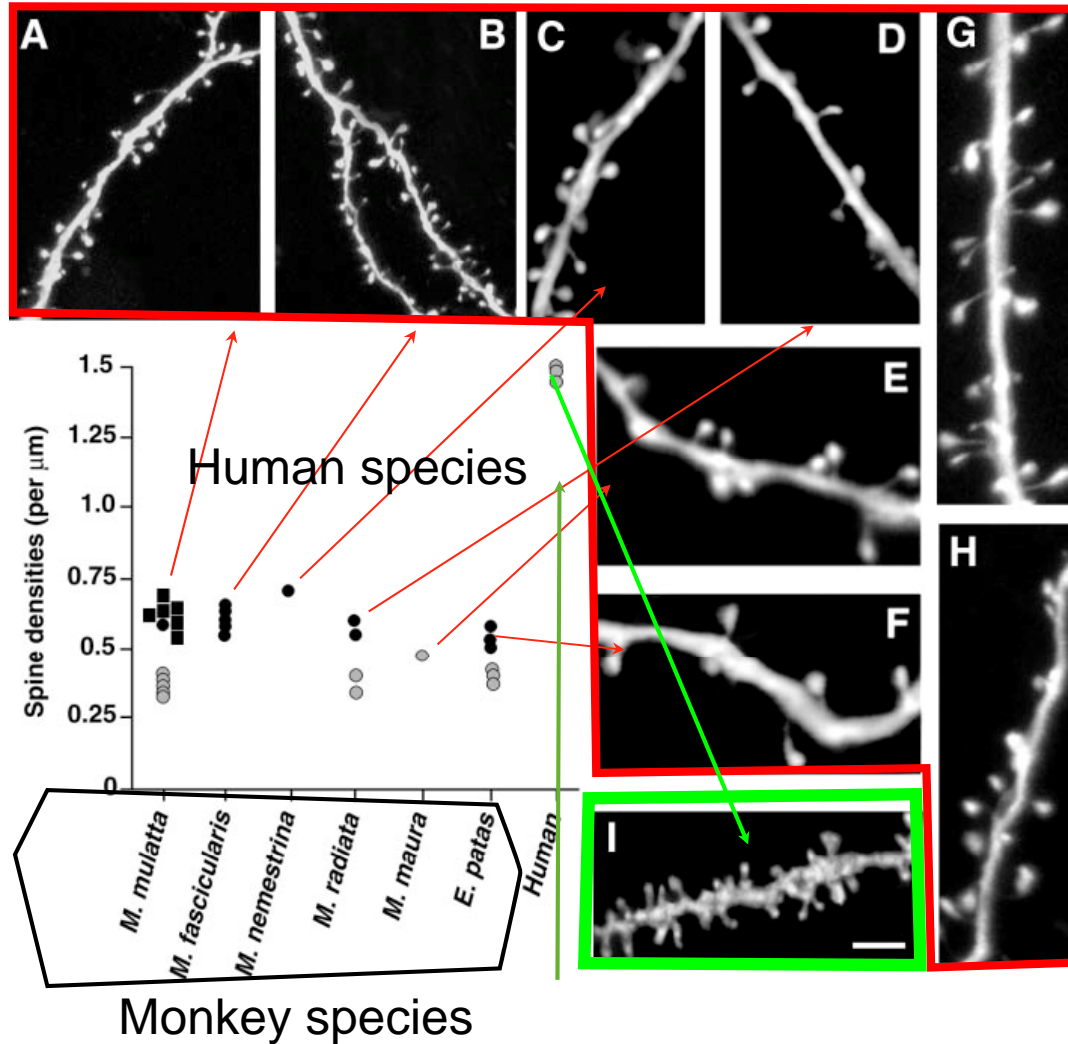 A
B
C
D
G
E
F
H
I
Spine densities (per μm)
1.5
1.25
1.0
0.75
0.5
0.25
0
Human species
M. mulatta
M. fascicularis
M. nemestrina
M. radiata
M. maura
E. patas
Human
Monkey species